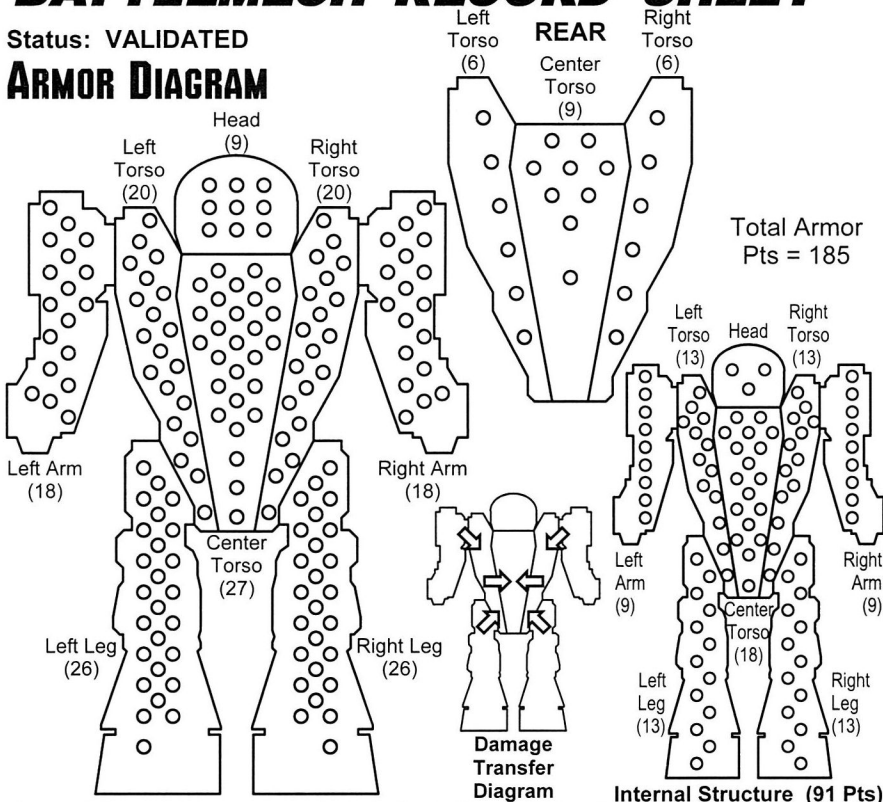 BATTLEMECH RECORD SHEET
Status: VALIDATED
ARMOR DIAGRAM
Head
(9)
Left
Torso
(20)
Right
Torso
(20)
Left Arm
(18)
Right Arm
(18)
Center
Torso
(27)
Left Leg
(26)
Right Leg
(26)
REAR
Left
Torso
(6)
Center
Torso
(9)
Right
Torso
(6)
Total Armor
Pts = 185
Damage
Transfer
Diagram
Left
Torso
(13)
Head
Right
Torso
(13)
Left
Arm
(9)
Right
Arm
(9)
Center
Torso
(18)
Left
Leg
(13)
Right
Leg
(13)
Internal Structure (91 Pts)